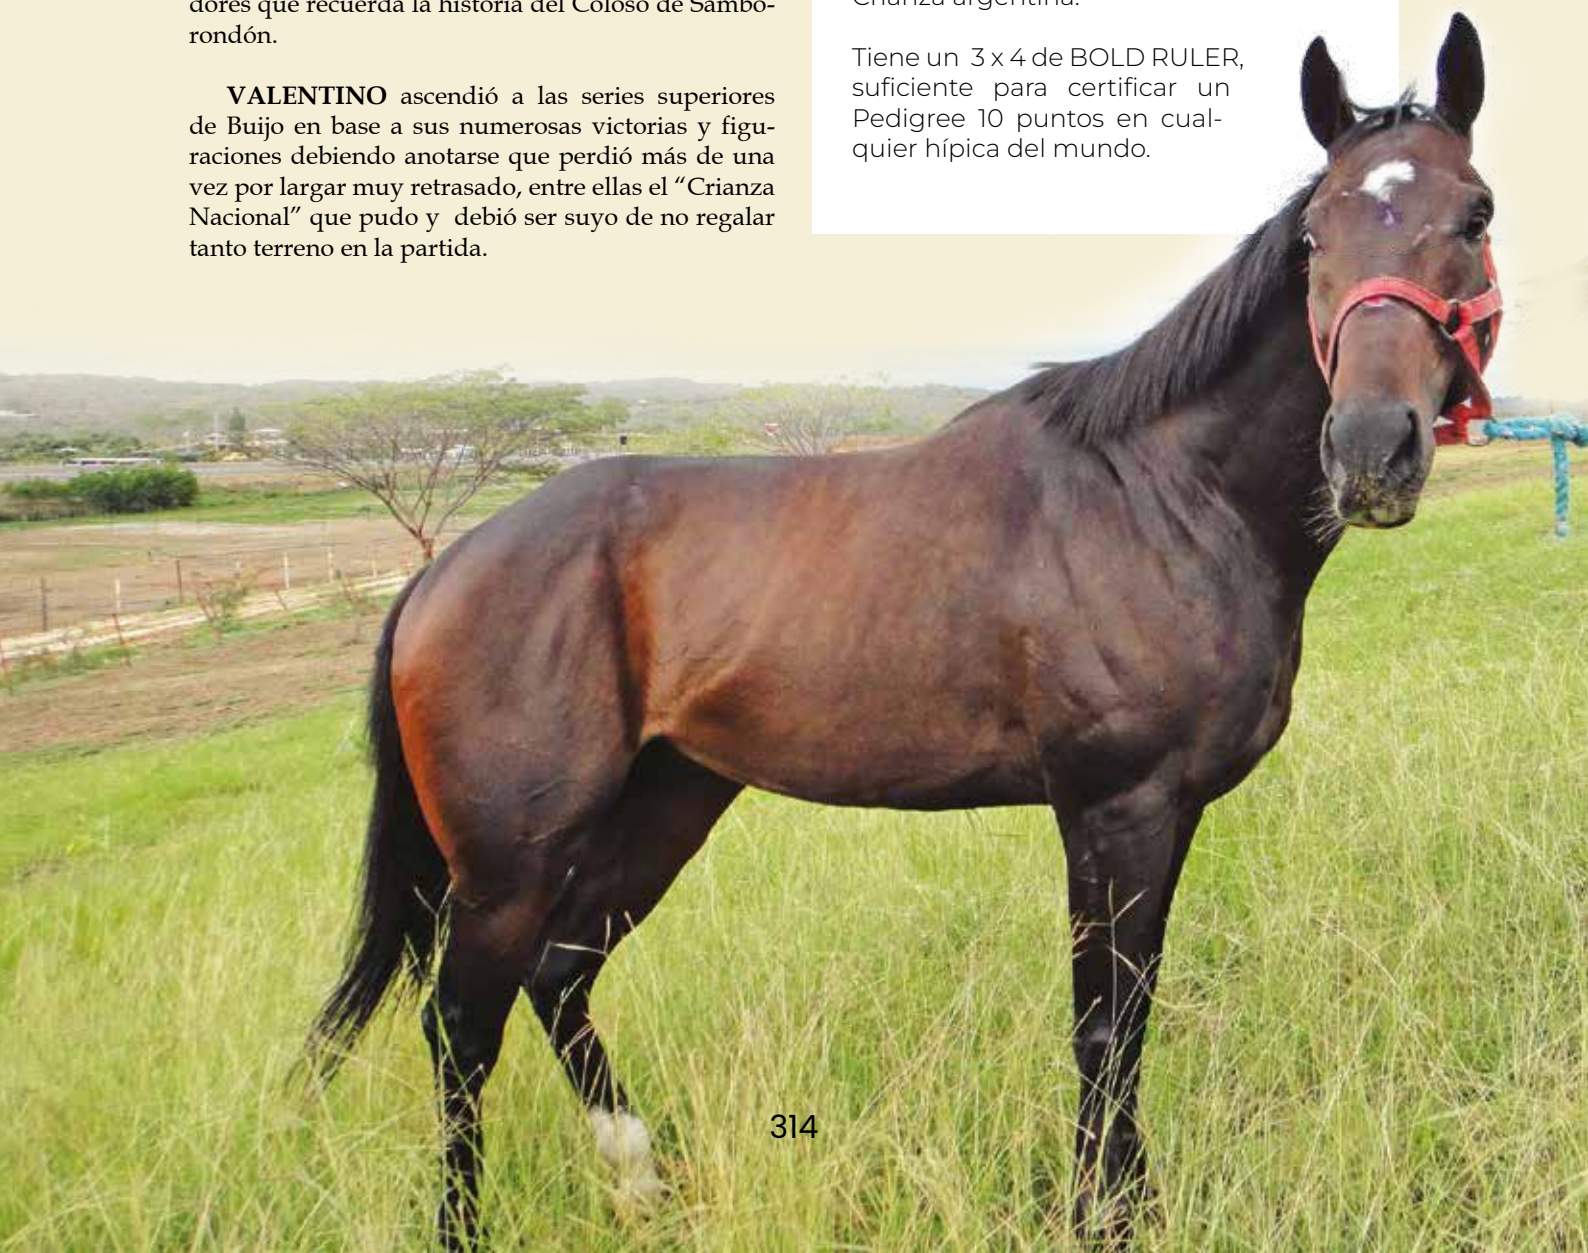 dores que recuerda la historia del Coloso de Sambo-
rondón.
VALENTINO ascendió a las series superiores
de Buijo en base a sus numerosas victorias y figu-
raciones debiendo anotarse que perdió más de una
vez por largar muy retrasado, entre ellas el “Crianza
Nacional” que pudo y debió ser suyo de no regalar
tanto terreno en la partida.
Crianza argentina.
Tiene un 3 x 4 de BOLD RULER,
suficiente para certificar un
Pedigree 10 puntos en cual-
quier hípica del mundo.
314